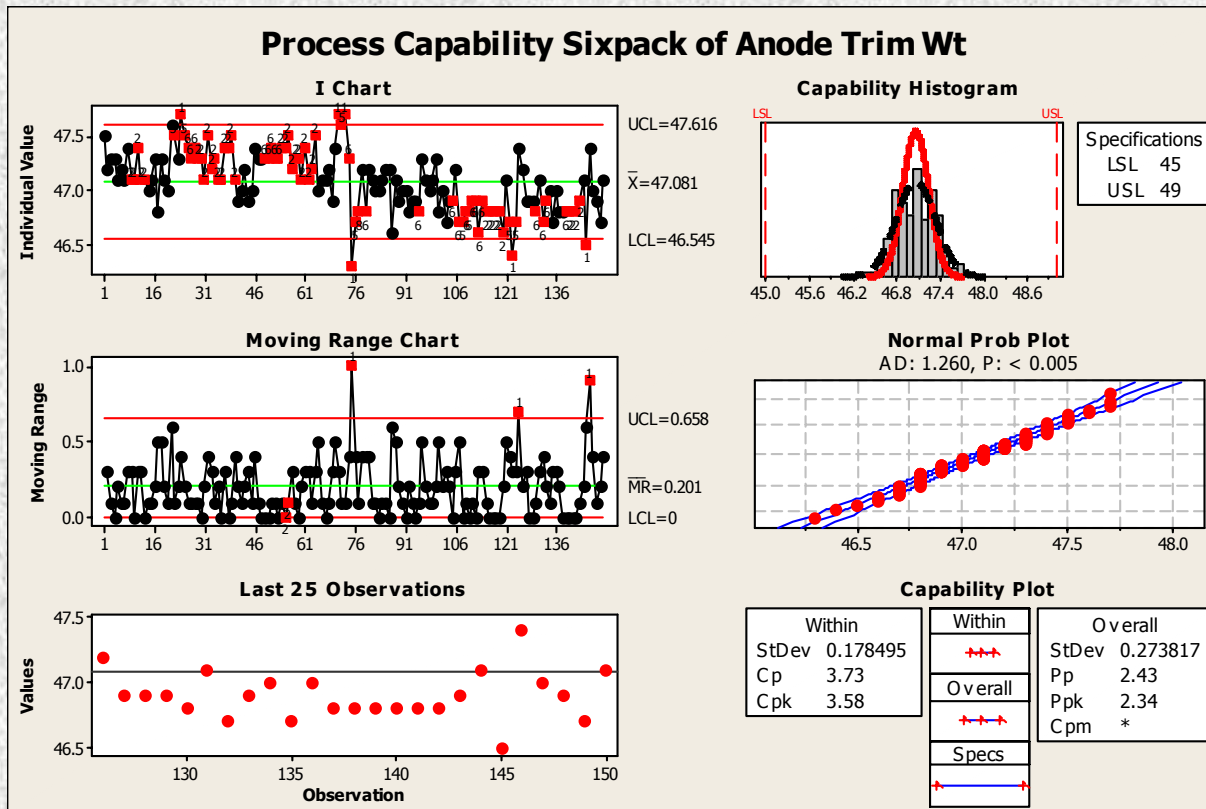 Process Capability Sixpack of Anode Trim Wt
I Chart
Individual Value
47.5
47.0
46.5
1 16 31 46 61 76 91 106 121 136
UCL=47.616
X=47.081
LCL=46.545
Capability Histogram
LSL USL
45.0 45.6 46.2 46.8 47.4 48.0 48.6
Specifications
LSL 45
USL 49
Moving Range Chart
Moving Range
1.0
0.5
0.0
1 16 31 46 61 76 91 106 121 136
UCL=0.658
MR=0.201
LCL=0
Normal Prob Plot
AD: 1.260, P: < 0.005
46.5 47.0 47.5 48.0
Last 25 Observations
Values
47.5
47.0
46.5
130 135 140 145 150
Observation
Capability Plot
Within
StDev 0.178495
Cp 3.73
Cpk 3.58
Within
Overall
Specs
Overall
StDev 0.273817
Pp 2.43
Ppk 2.34
Cpm *